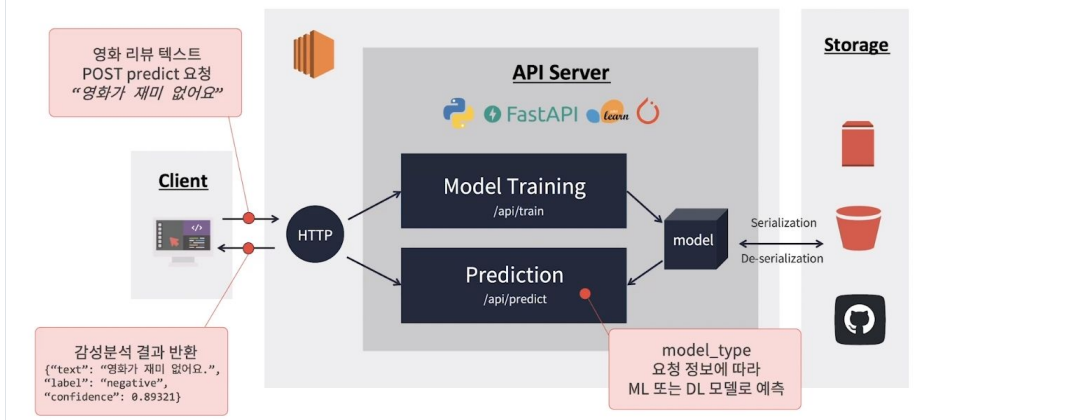 영화 리뷰 텍스트
POST predict 요청
“영화가 재미 없어요”
Client
HTTP
API Server
FastAPI
learn
Model Training
/api/train
Prediction
/api/predict
model
Serialization
De-serialization
Storage
감성분석 결과 반환
{“text”: “영화가 재미 없어요.”,
“label”: “negative”,
“confidence”: 0.89321}
model_type
요청 정보에 따라
ML 또는 DL 모델로 예측